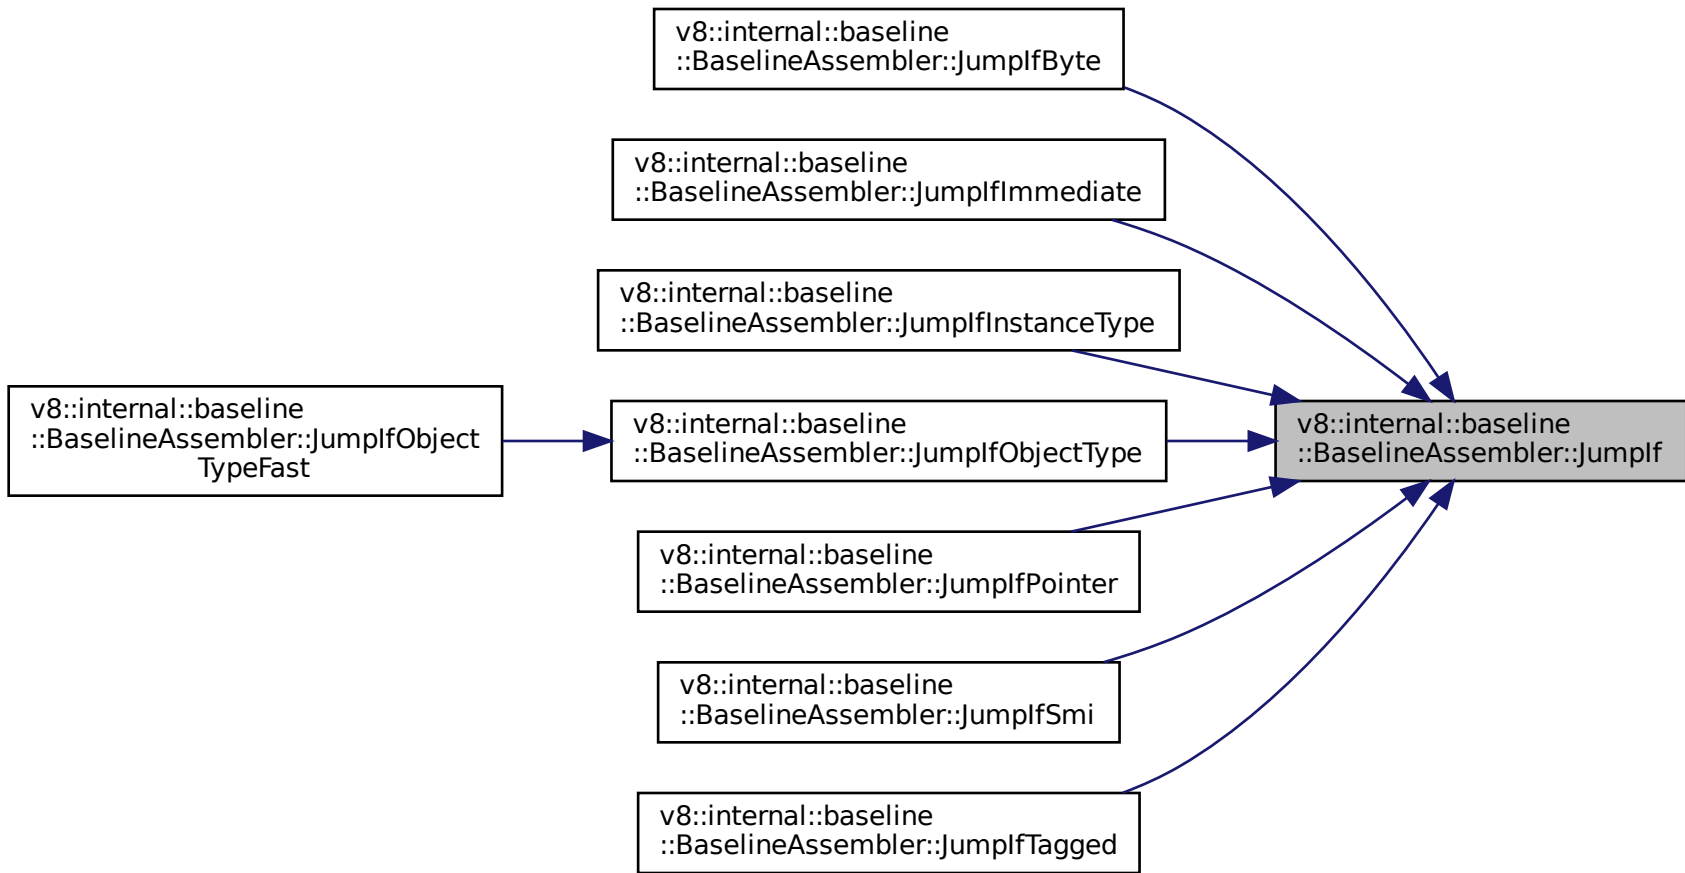 v8::internal::baseline
::BaselineAssembler::JumpIfByte
v8::internal::baseline
::BaselineAssembler::JumpIfImmediate
v8::internal::baseline
::BaselineAssembler::JumpIfInstanceType
v8::internal::baseline
::BaselineAssembler::JumpIfObject
TypeFast
v8::internal::baseline
::BaselineAssembler::JumpIfObjectType
v8::internal::baseline
::BaselineAssembler::JumpIf
v8::internal::baseline
::BaselineAssembler::JumpIfPointer
v8::internal::baseline
::BaselineAssembler::JumpIfSmi
v8::internal::baseline
::BaselineAssembler::JumpIfTagged